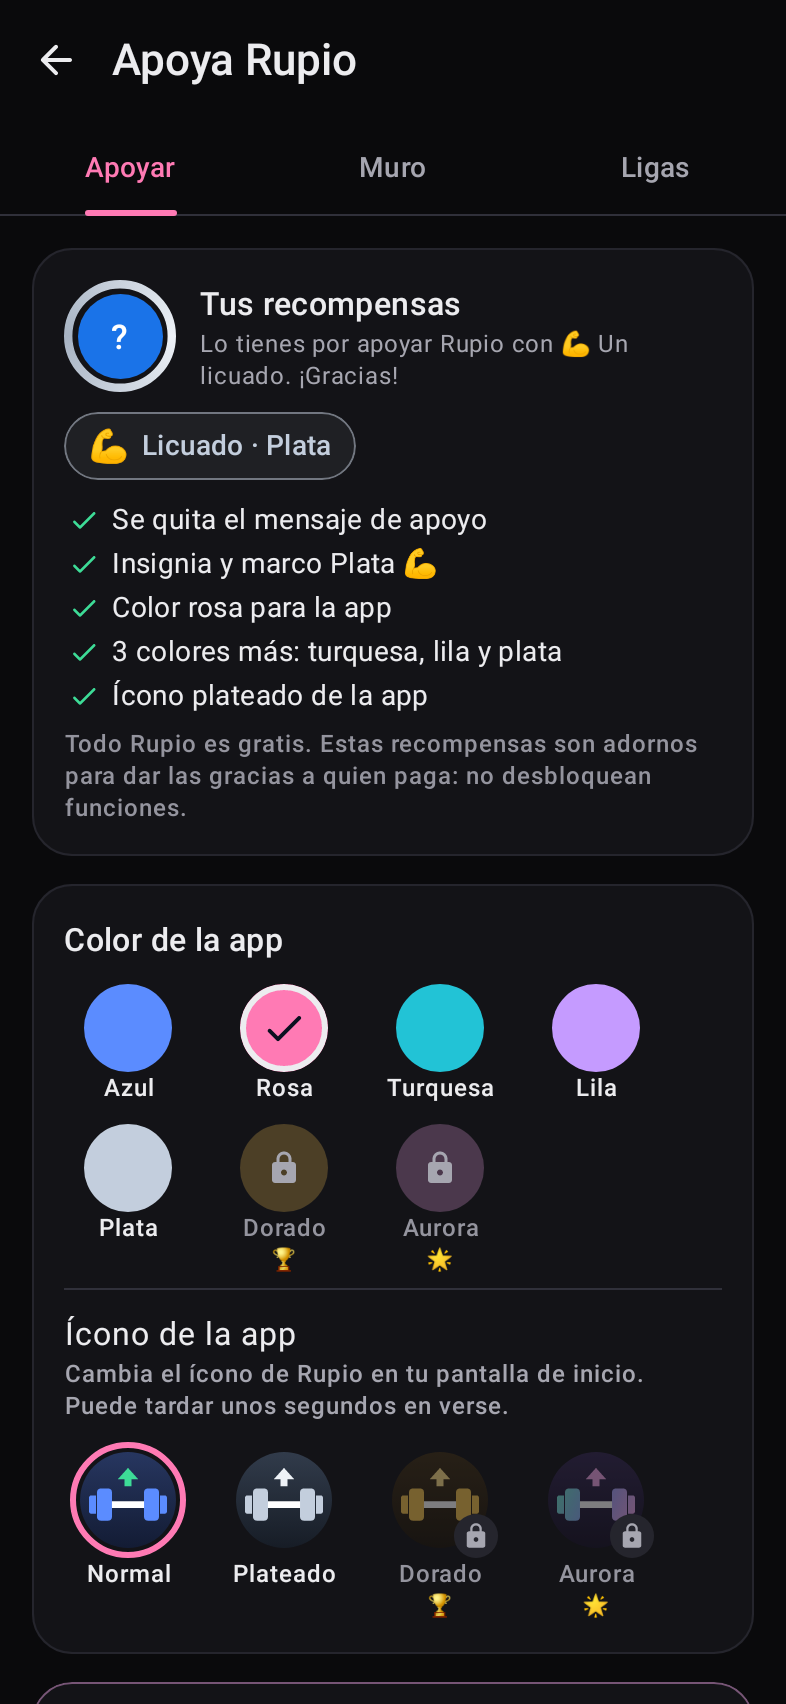 Apoya Rupio
Apoyar
Muro
Ligas
?
Tus recompensas
Lo tienes por apoyar Rupio con 💪 Un
licuado. ¡Gracias!
💪 Licuado · Plata
Se quita el mensaje de apoyo
Insignia y marco Plata 💪
Color rosa para la app
3 colores más: turquesa, lila y plata
Ícono plateado de la app
Todo Rupio es gratis. Estas recompensas son adornos
para dar las gracias a quien paga: no desbloquean
funciones.
Color de la app
Azul
Rosa
Turquesa
Lila
Plata
Dorado
🏆
Aurora
🌟
Ícono de la app
Cambia el ícono de Rupio en tu pantalla de inicio.
Puede tardar unos segundos en verse.
Normal
Plateado
Dorado
🏆
Aurora
🌟